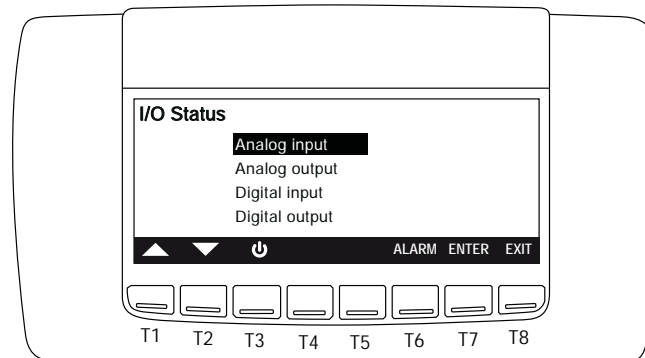 I/O Status
Analog input
Analog output
Digital input
Digital output
ALARM ENTER EXIT
T1 T2 T3 T4 T5 T6 T7 T8